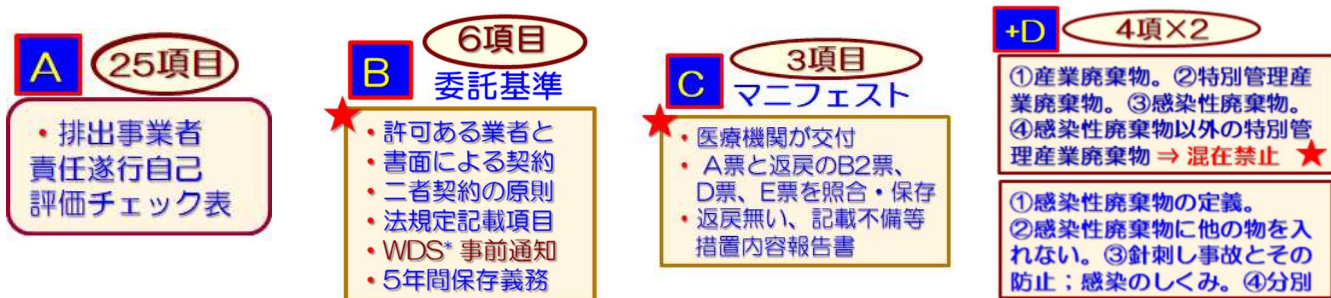 A
25項目
・排出事業者
責任遂行自己
評価チェック表
B
6項目
委託基準
・許可ある業者と
・書面による契約
・二者契約の原則
・法規定記載項目
・WDS* 事前通知
・5年間保存義務
C
3項目
マニフェスト
・医療機関が交付
・A票と返戻のB2票、
D票、E票を照合・保存
・返戻無い、記載不備等
措置内容報告書
+D
4項×2
①産業廃棄物。②特別管理産
業廃棄物。③感染性廃棄物。
④感染性廃棄物以外の特別管
理産業廃棄物 ⇒ 混在禁止
①感染性廃棄物の定義。
②感染性廃棄物に他の物を入
れない。③針刺し事故とその
防止；感染のしくみ。④分別